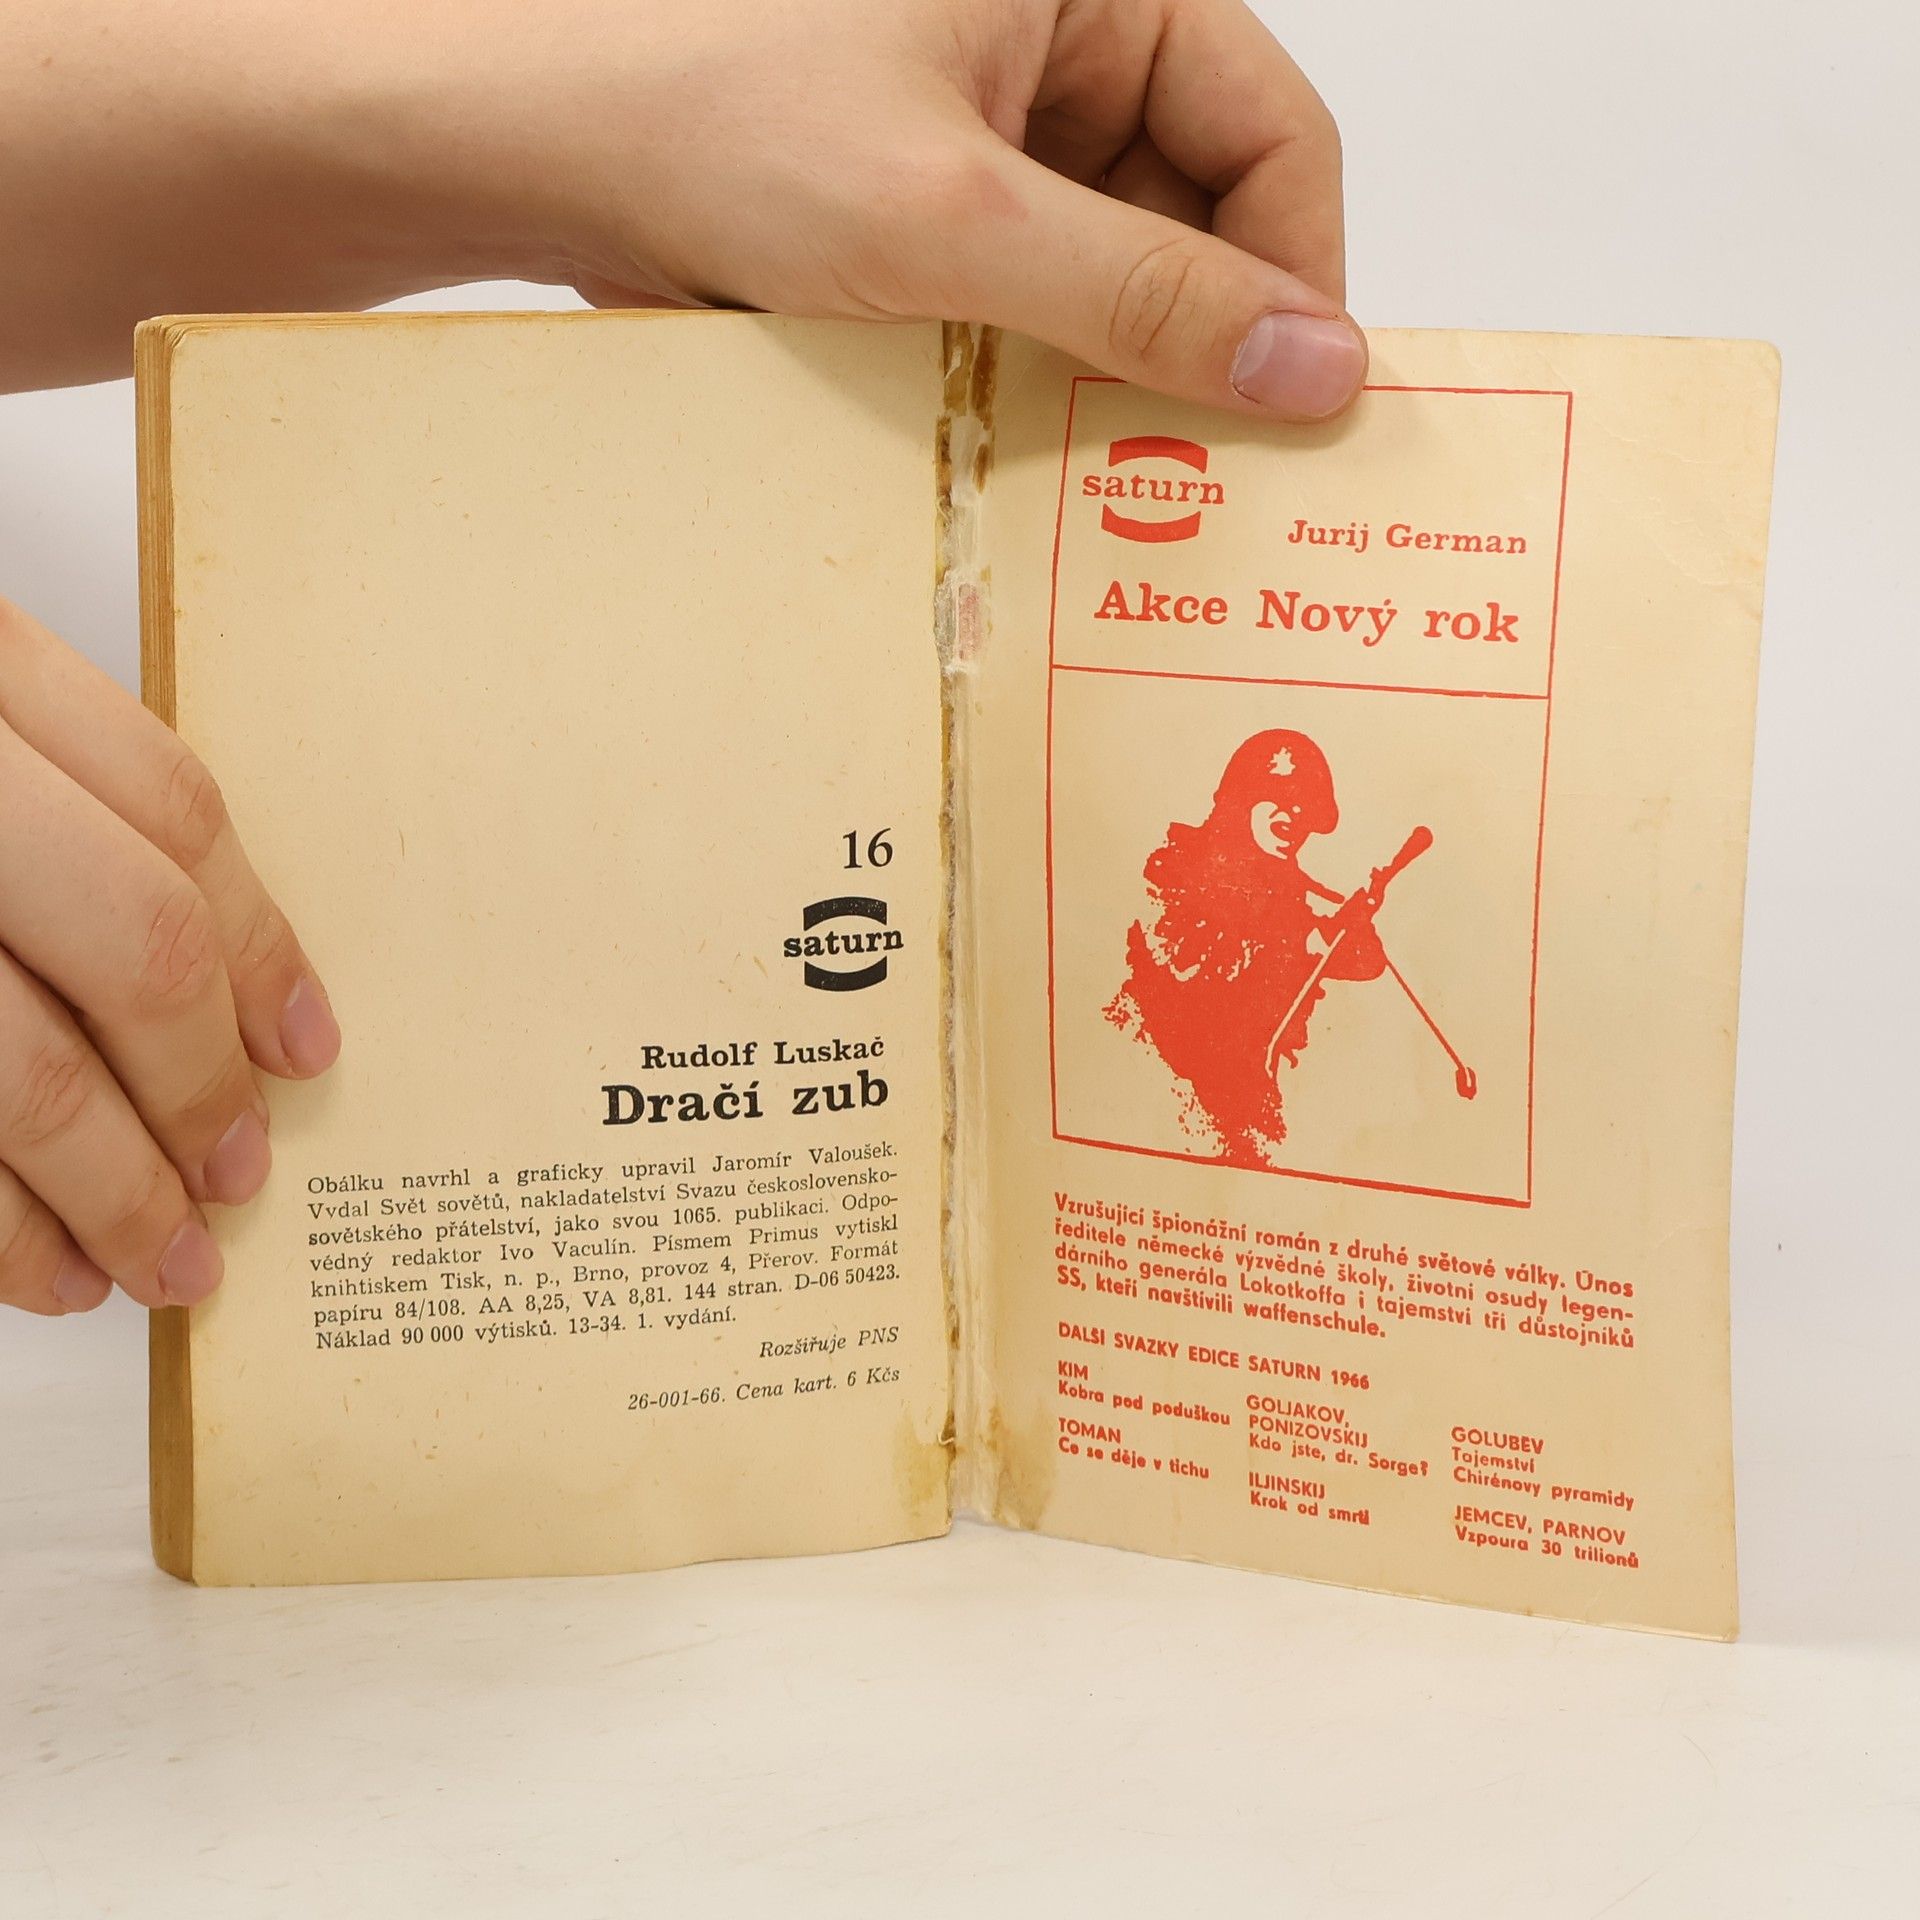 16
saturn
Rudolf Luskač
Dračí zub
Obálku navrhl a graficky upravil Jaromír Valoušek.
Vydal Svět sovětů, nakladatelství Svazu československo-
sovětského přátelství, jako svou 1065. publikaci. Odpo-
vědný redaktor Ivo Vaculín. Písmem Primus vytiskl
knihtiskem Tisk, n. p., Brno, provoz 4, Přerov. Formát
papíru 84/108. AA 8,25, VA 8,81. 144 stran. D-06 50423.
Náklad 90 000 výtisků. 13-34. 1. vydání.
Rozšiřuje PNS
26-001-66. Cena kart. 6 Kčs
saturn
Jurij German
Akce Nový rok
Vzrušující špionážní román z druhé světové války. Únos
ředitele německé výzvědné školy, životní osudy legen-
dárního generála Lokotkoffa i tajemství tří důstojníků
SS, kteří navštívili waffenschule.
DALŠÍ SVAZKY EDICE SATURN 1966
KIM
Kobra pod poduškou
TOMAN
Co se děje v tichu
GOLJAKOV,
PONIZOVSKIJ
Kdo jste, dr. Sorge?
ILJINSKIJ
Krok od smrti
GOLUBEV
Tajemství
Chirénovy pyramidy
JEMCEV, PARNOV
Vzpoura 30 trilionů